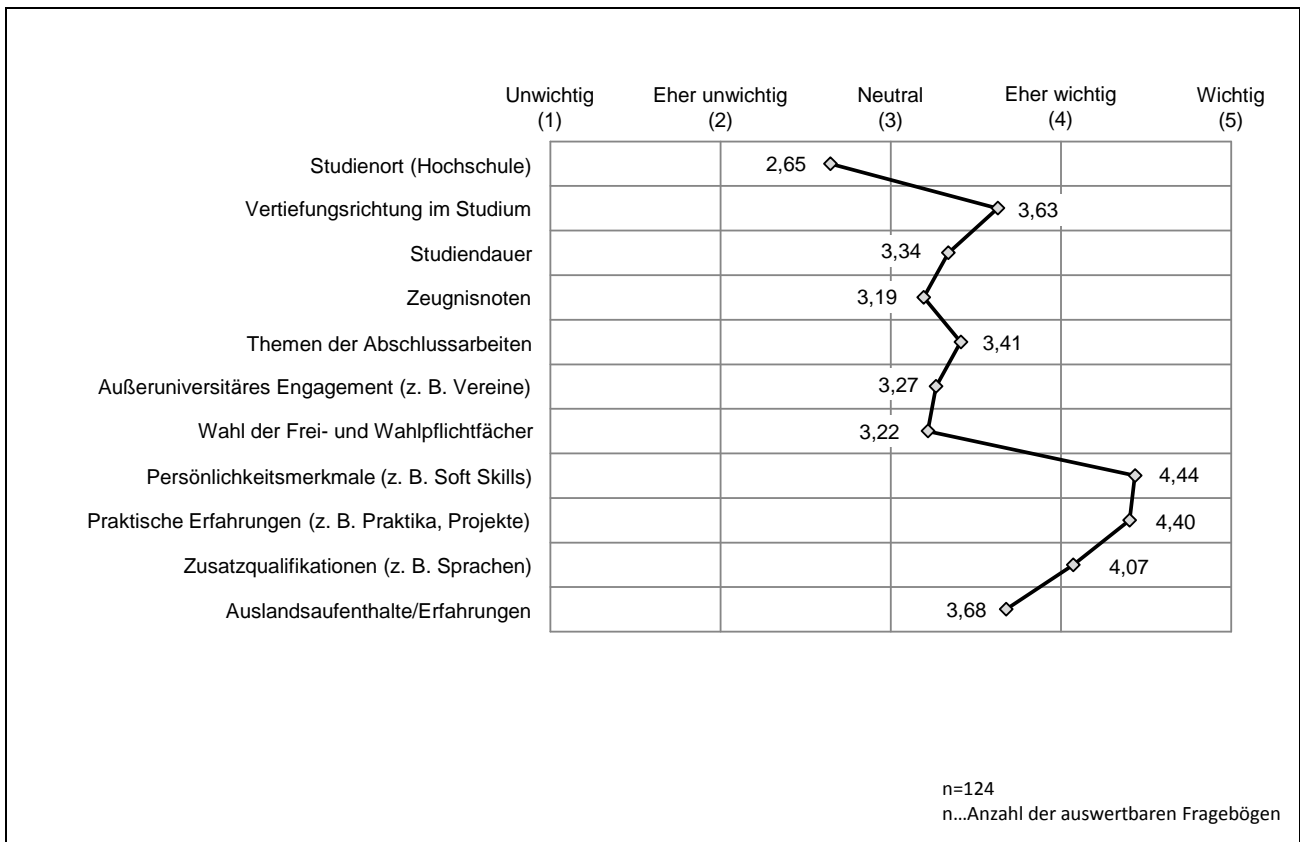 Unwichtig Eher unwichtig Neutral Eher wichtig Wichtig
(1) (2) (3) (4) (5)
Studienort (Hochschule) 2,65
Vertiefungsrichtung im Studium 3,63
Studiendauer 3,34
Zeugnisnoten 3,19
Themen der Abschlussarbeiten 3,41
Außeruniversitäres Engagement (z. B. Vereine) 3,27
Wahl der Frei- und Wahlpflichtfächer 3,22
Persönlichkeitsmerkmale (z. B. Soft Skills) 4,44
Praktische Erfahrungen (z. B. Praktika, Projekte) 4,40
Zusatzqualifikationen (z. B. Sprachen) 4,07
Auslandsaufenthalte/Erfahrungen 3,68
n=124
n...Anzahl der auswertbaren Fragebögen